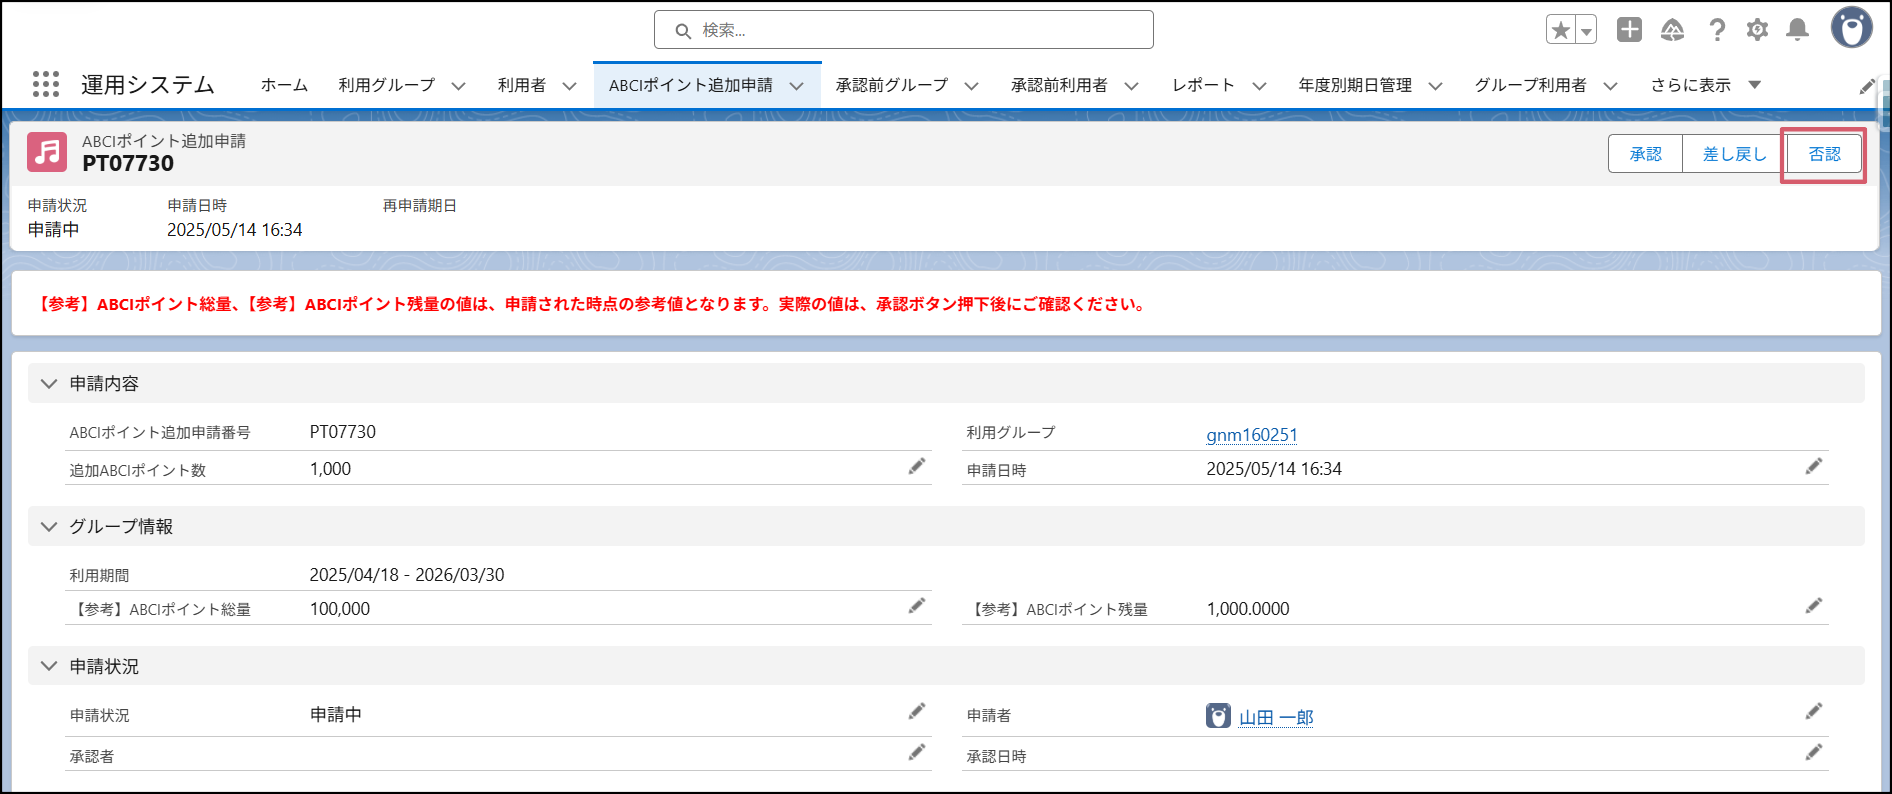 検索...
運用システム
ホーム 利用グループ 利用者 ABCIポイント追加申請 承認前グループ 承認前利用者 レポート 年度別期日管理 グループ利用者 さらに表示
ABCIポイント追加申請
PT07730
承認 差し戻し 否認
申請状況 申請日時 再申請期日
申請中 2025/05/14 16:34
【参考】ABCIポイント総量、【参考】ABCIポイント残量の値は、申請された時点の参考値となります。実際の値は、承認ボタン押下後にご確認ください。
申請内容
ABCIポイント追加申請番号 PT07730 利用グループ gnm160251
追加ABCIポイント数 1,000 申請日時 2025/05/14 16:34
グループ情報
利用期間 2025/04/18 - 2026/03/30
【参考】ABCIポイント総量 100,000 【参考】ABCIポイント残量 1,000.0000
申請状況
申請状況 申請中 申請者 山田 一郎
承認者 承認日時